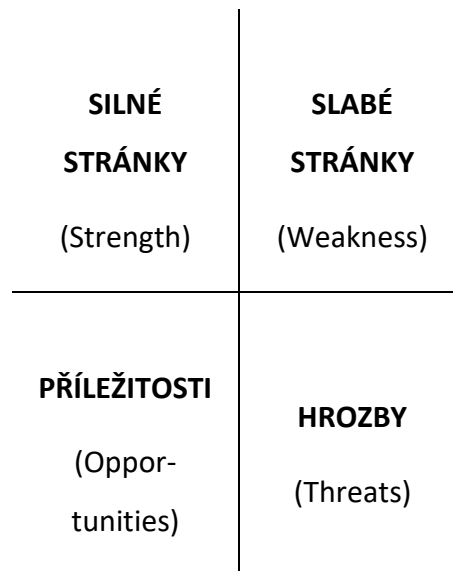 SILNÉ
STRÁNKY
(Strength)
SLABÉ
STRÁNKY
(Weakness)
PŘÍLEŽITOSTI
(Oppor-
tunities)
HROZBY
(Threats)